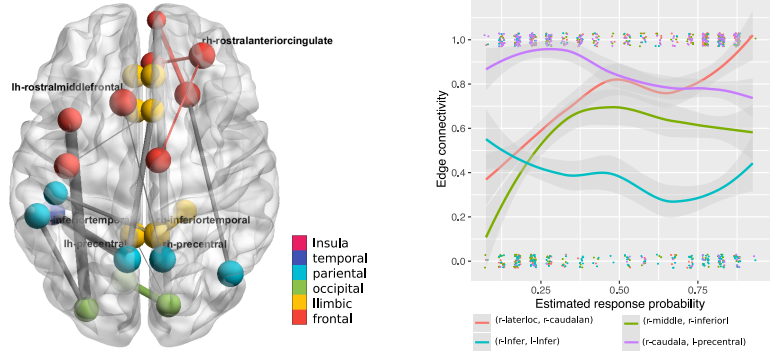 rh-rostralanteriorcingulate
lh-rostralmiddlefrontal
-inferiortemporal
rh-inferiortemporal
lh-precentral
rh-precentral
Insula
temporal
pariental
occipital
llimbic
frontal
Edge connectivity
1.0
0.8
0.6
0.4
0.2
0.0
0.25
0.50
0.75
Estimated response probability
(r-laterloc, r-caudalan)
(r-middle, r-inferiorl
(r-Infer, l-Infer)
(r-caudala, l-precentral)